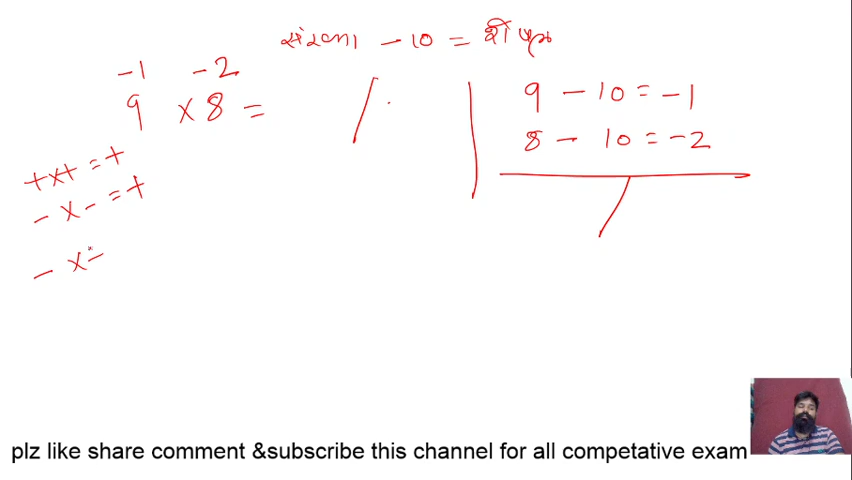 - 10 =
-1 -2
9 × 8 =
9 - 10 = -1
8 - 10 = -2
+x+ = +
- x - = +
- x -
plz like share comment &subscribe this channel for all competative exam